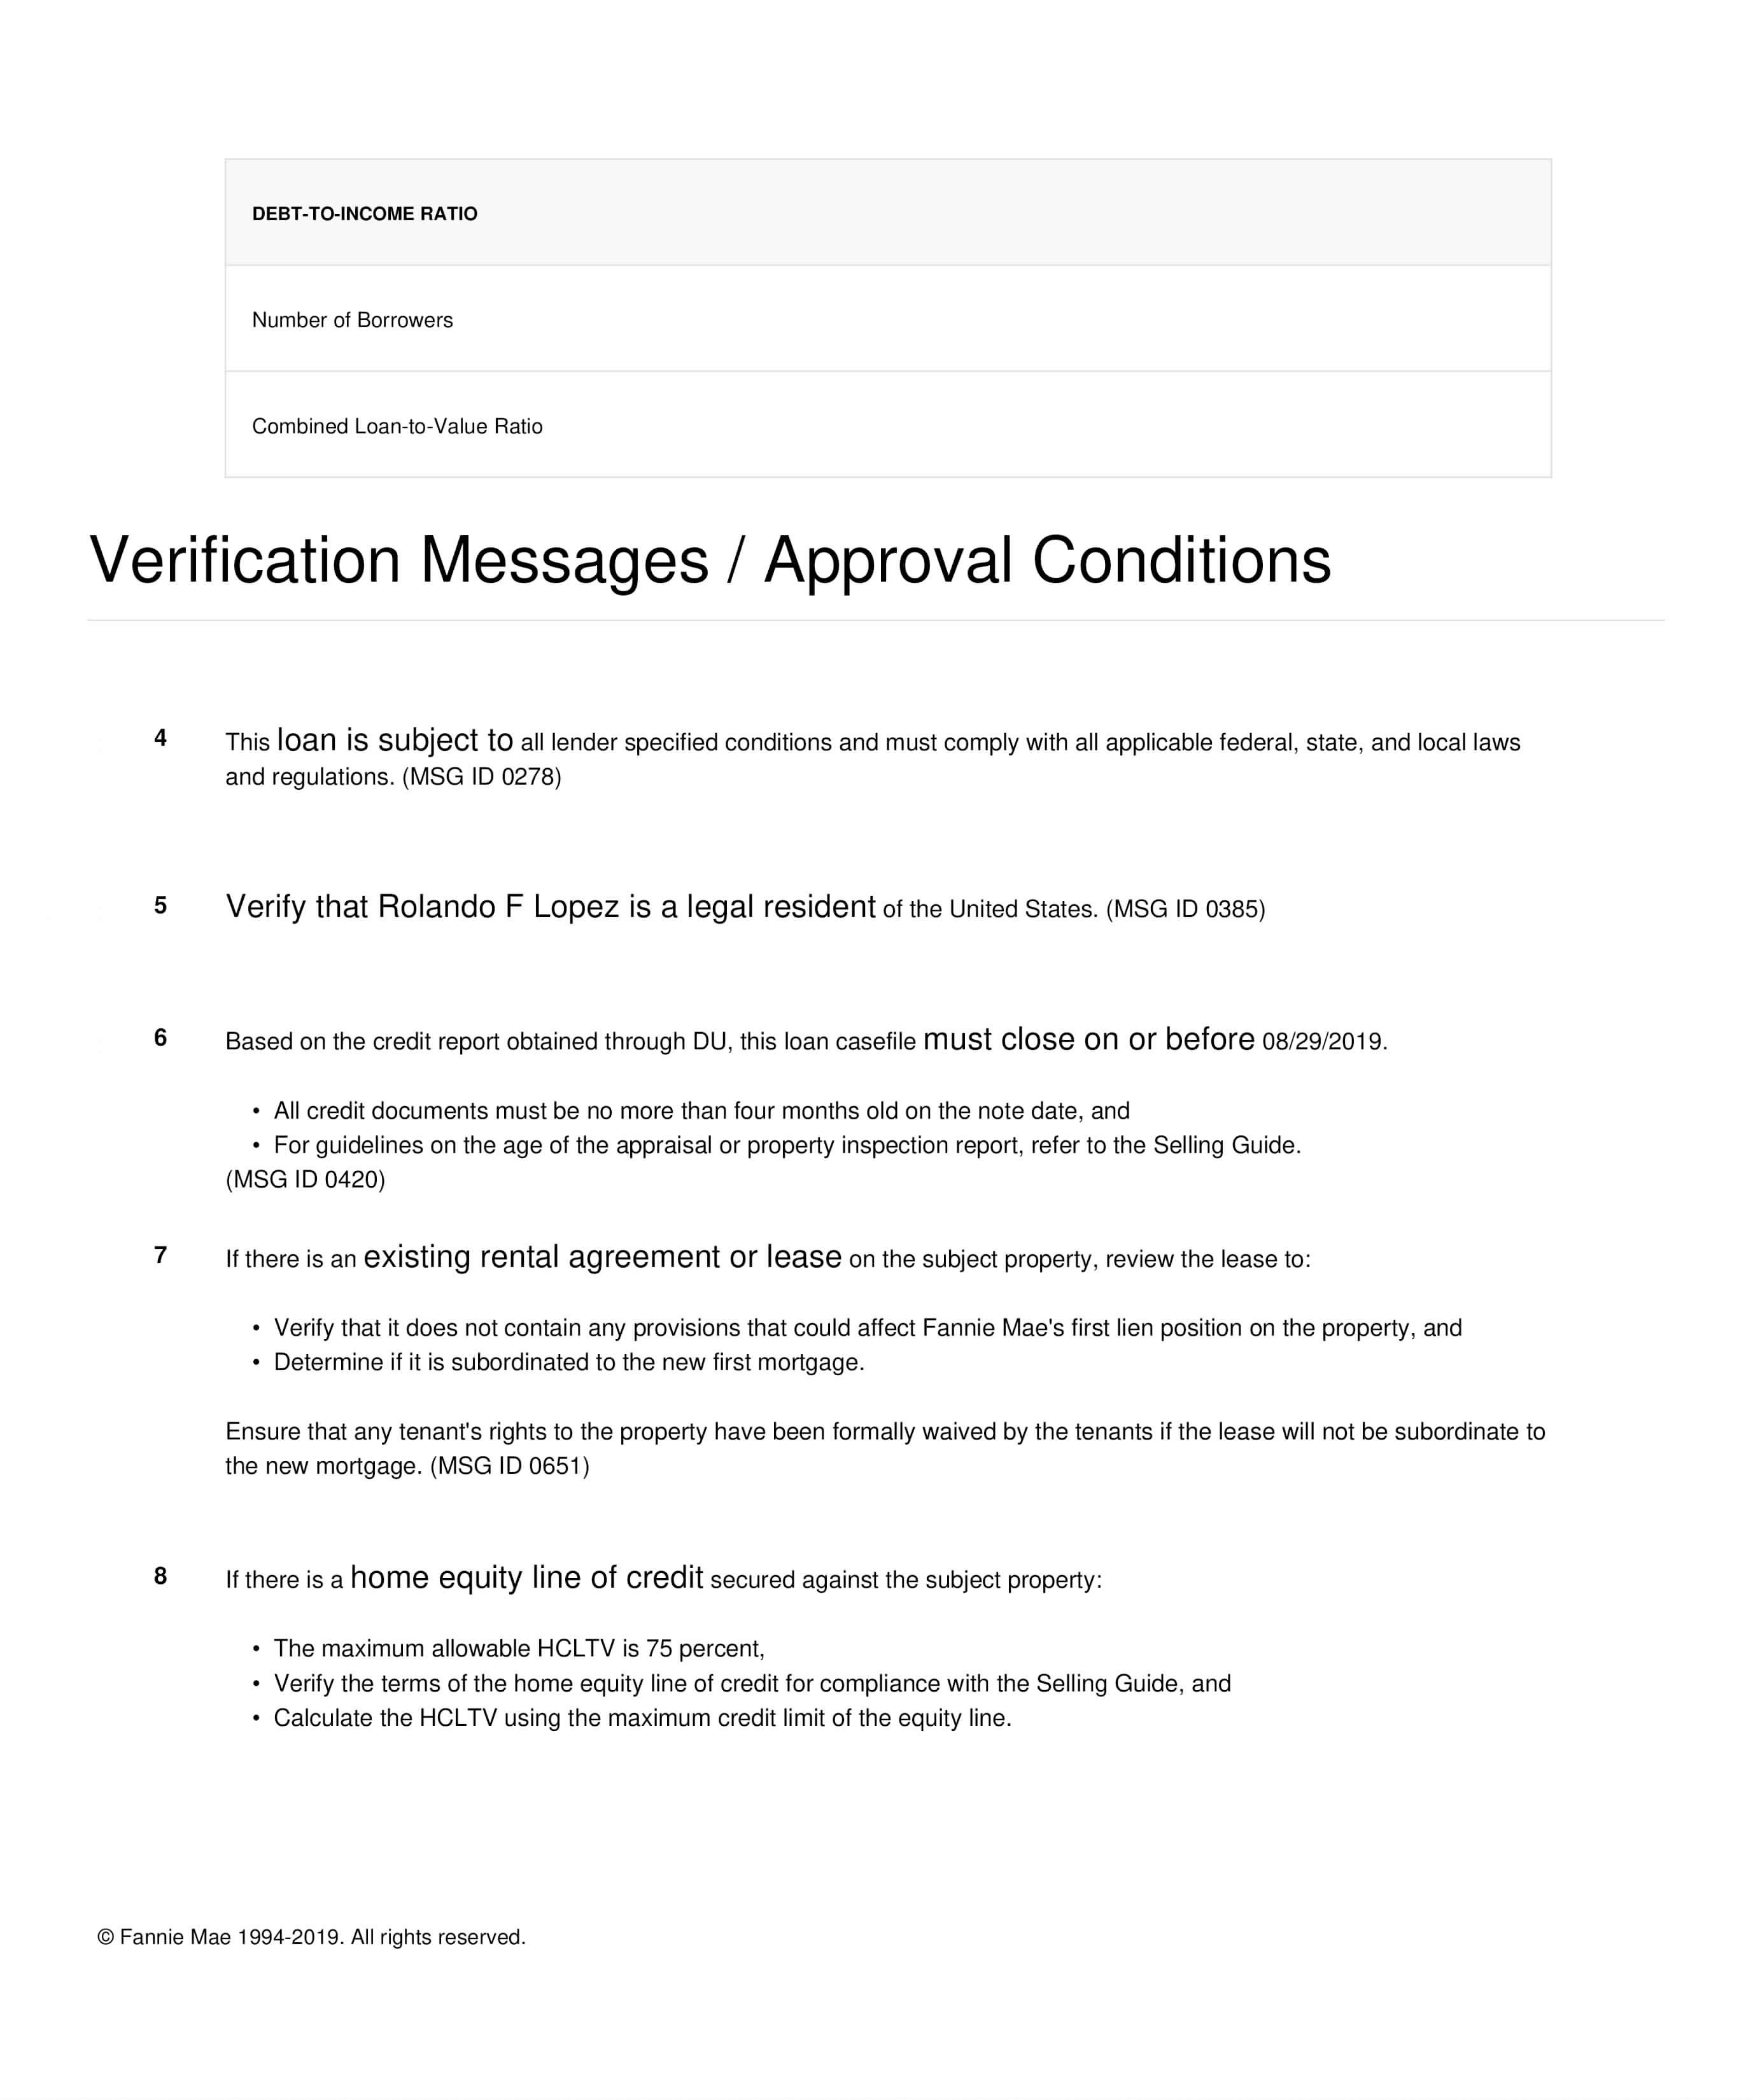 DEBT-TO-INCOME RATIO
Number of Borrowers
Combined Loan-to-Value Ratio
Verification Messages / Approval Conditions
4 This loan is subject to all lender specified conditions and must comply with all applicable federal, state, and local laws
and regulations. (MSG ID 0278)
5 Verify that Rolando F Lopez is a legal resident of the United States. (MSG ID 0385)
6 Based on the credit report obtained through DU, this loan casefile must close on or before 08/29/2019.
• All credit documents must be no more than four months old on the note date, and
• For guidelines on the age of the appraisal or property inspection report, refer to the Selling Guide.
(MSG ID 0420)
7 If there is an existing rental agreement or lease on the subject property, review the lease to:
• Verify that it does not contain any provisions that could affect Fannie Mae's first lien position on the property, and
• Determine if it is subordinated to the new first mortgage.
Ensure that any tenant's rights to the property have been formally waived by the tenants if the lease will not be subordinate to
the new mortgage. (MSG ID 0651)
8 If there is a home equity line of credit secured against the subject property:
• The maximum allowable HCLTV is 75 percent,
• Verify the terms of the home equity line of credit for compliance with the Selling Guide, and
• Calculate the HCLTV using the maximum credit limit of the equity line.
© Fannie Mae 1994-2019. All rights reserved.